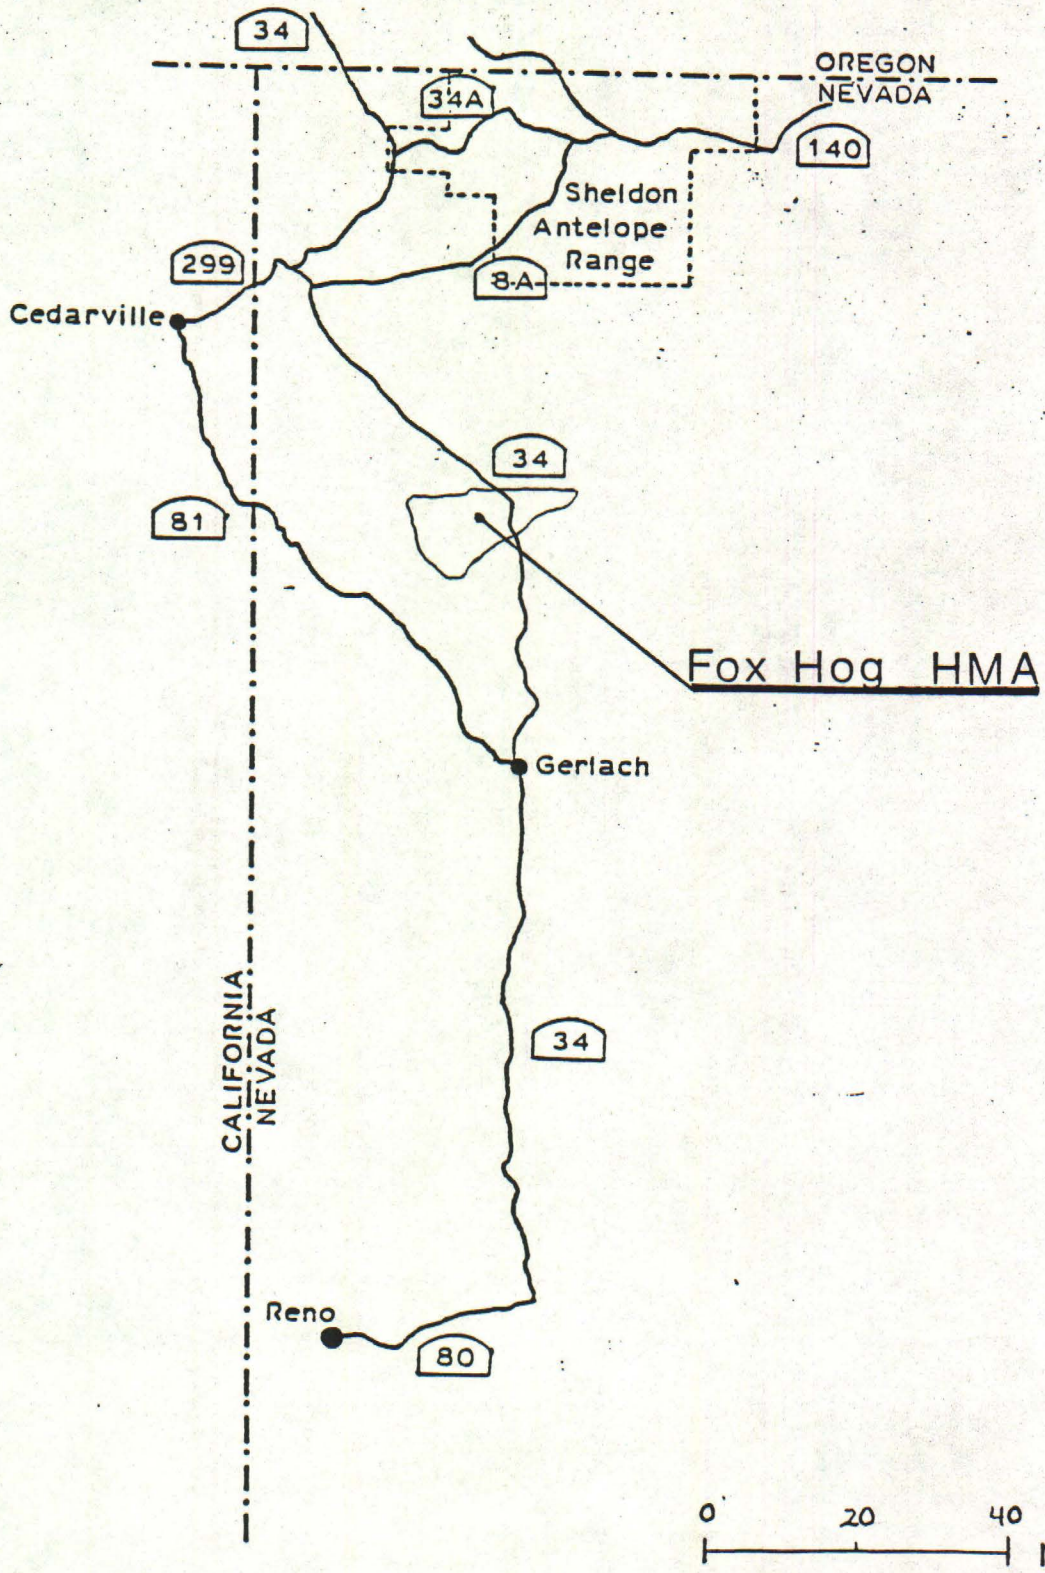 34
OREGON
NEVADA
34A
140
Sheldon
Antelope
Range
299
8-A
Cedarville
34
81
Fox Hog HMA
Gerlach
CALIFORNIA
NEVADA
34
Reno
80
0 20 40